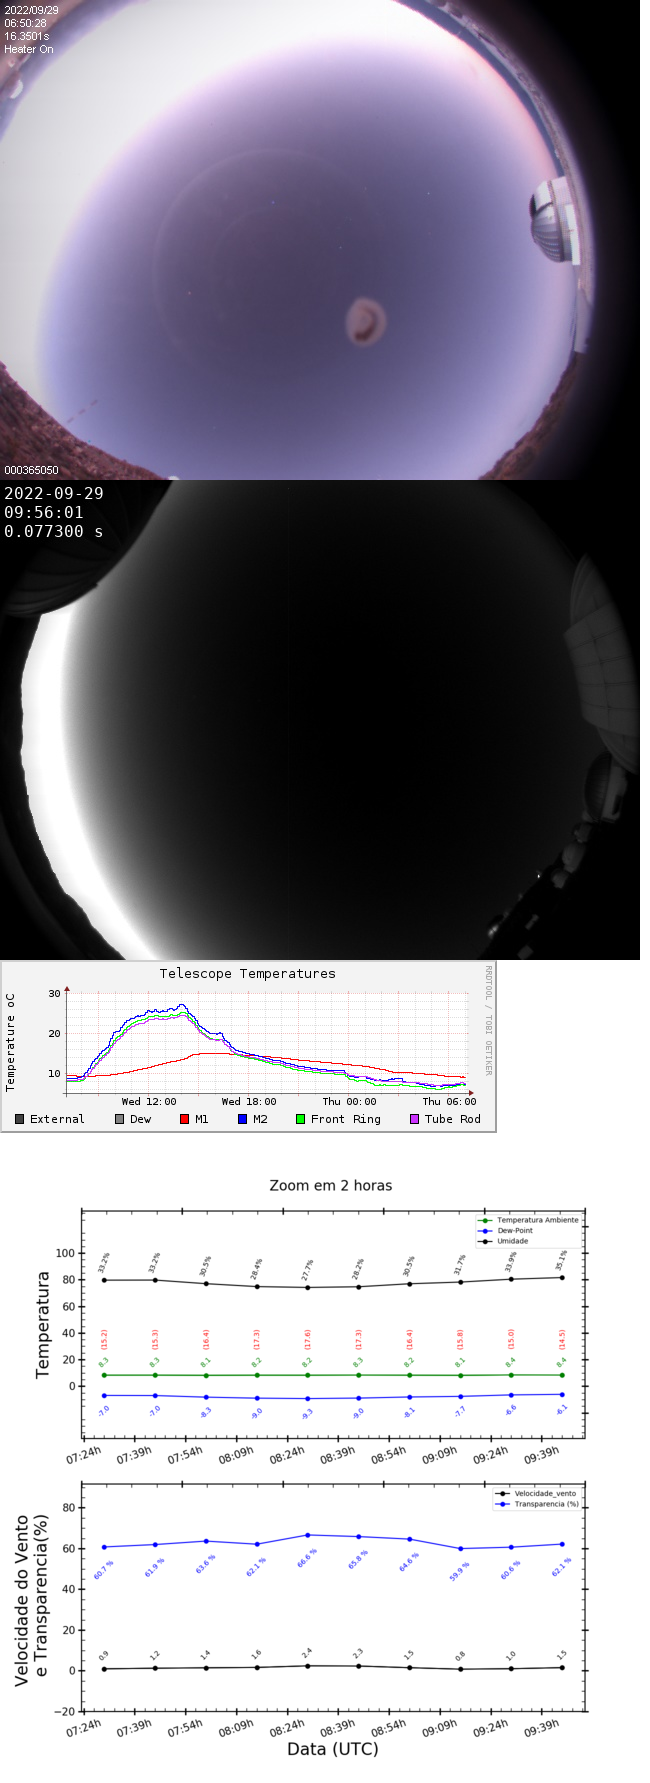 2022/09/29
06:50:28
16.3501s
Heater On
000365050
2022-09-29
09:56:01
0.077300 s
Telescope Temperatures
RRDTOOL / TOBI OETIKER
Temperature oC
30
20
10
Wed 12:00 Wed 18:00 Thu 00:00 Thu 06:00
External Dew M1 M2 Front Ring Tube Rod
Zoom em 2 horas
Temperatura Ambiente
Dew-Point
Umidade
Temperatura
100
80
60
40
20
0
33.2% 33.2% 30.5% 28.4% 27.7% 28.2% 30.5% 31.7% 33.9% 35.1%
(15.2) (15.3) (16.4) (17.3) (17.6) (17.3) (16.4) (15.8) (15.0) (14.5)
8.3 8.3 8.1 8.2 8.2 8.3 8.2 8.1 8.4 8.4
-7.0 -7.0 -8.3 -9.0 -9.3 -9.0 -8.1 -7.7 -6.6 -6.1
07:24h 07:39h 07:54h 08:09h 08:24h 08:39h 08:54h 09:09h 09:24h 09:39h
Velocidade_vento
Transparencia (%)
Velocidade do Vento
e Transparencia(%)
80
60
40
20
0
−20
60.7 % 61.9 % 63.6 % 62.1 % 66.6 % 65.8 % 64.6 % 59.9 % 60.6 % 62.1 %
0.9 1.2 1.4 1.6 2.4 2.3 1.5 0.8 1.0 1.5
07:24h 07:39h 07:54h 08:09h 08:24h 08:39h 08:54h 09:09h 09:24h 09:39h
Data (UTC)